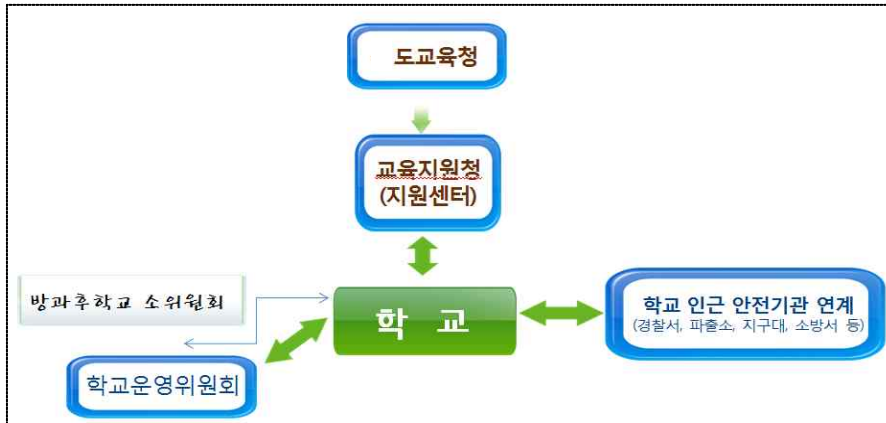 도교육청
교육지원청
(지원센터)
방과후학교 소위원회
학 교
학교 인근 안전기관 연계
(경찰서, 파출소, 지구대, 소방서 등)
학교운영위원회